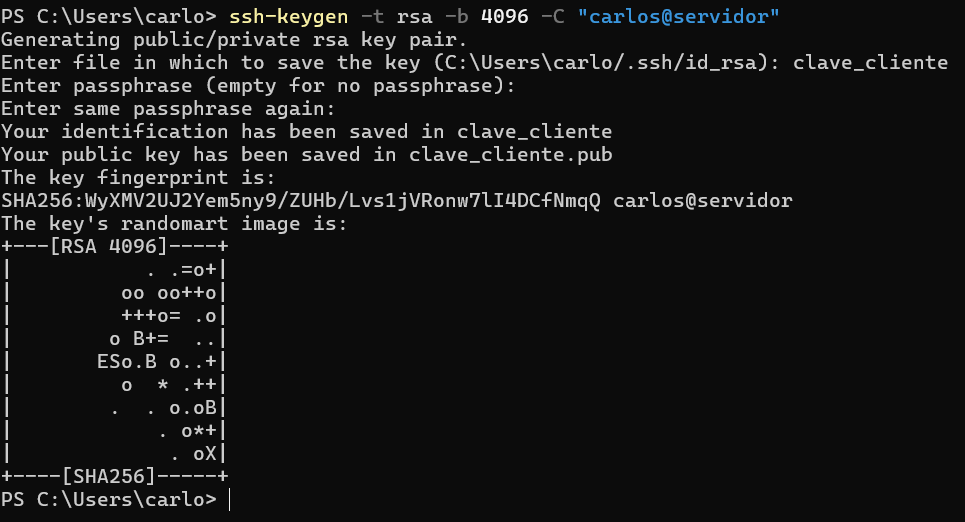 PS C:\Users\carlo> ssh-keygen -t rsa -b 4096 -C "carlos@servidor"
Generating public/private rsa key pair.
Enter file in which to save the key (C:\Users\carlo/.ssh/id_rsa): clave_cliente
Enter passphrase (empty for no passphrase):
Enter same passphrase again:
Your identification has been saved in clave_cliente
Your public key has been saved in clave_cliente.pub
The key fingerprint is:
SHA256:WyXMV2UJ2Yem5ny9/ZUHb/Lvs1jVRonw7lI4DCfNmqQ carlos@servidor
The key's randomart image is:
+---[RSA 4096]----+
|           . .=o+|
|         oo oo++o|
|         +++o= .o|
|        o B+=  ..|
|       ESo.B o..+|
|         o  * .++|
|        .  . o.oB|
|            . o*+|
|             . oX|
+----[SHA256]-----+
PS C:\Users\carlo>